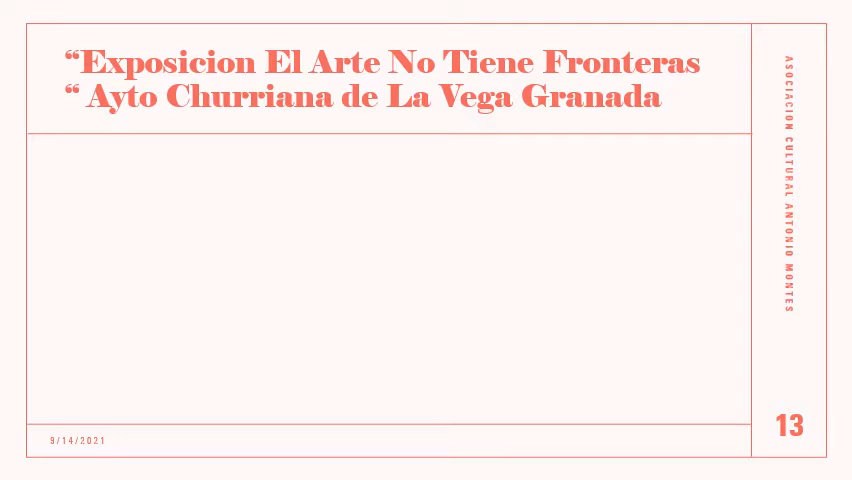 “Exposicion El Arte No Tiene Fronteras
“ Ayto Churriana de La Vega Granada
ASOCIACION CULTURAL ANTONIO MONTES
13
9/14/2021